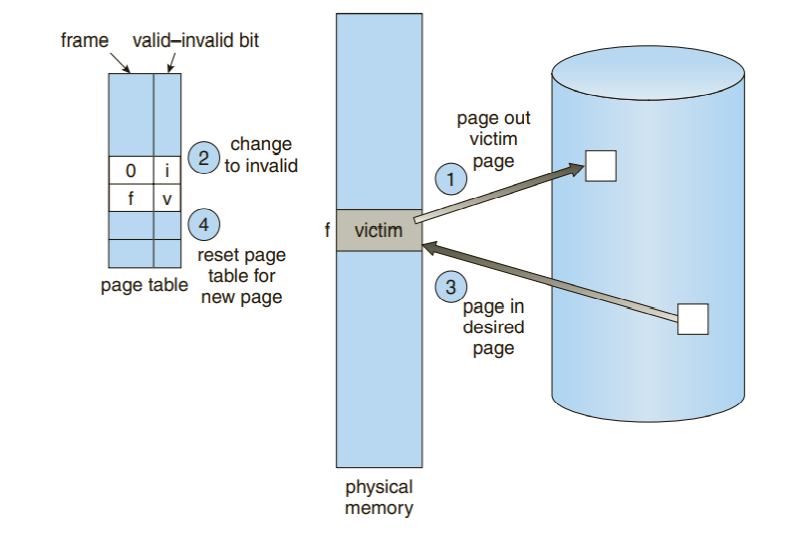 frame
valid–invalid bit
0
i
f
v
page table
2
change
to invalid
4
reset page
table for
new page
f
victim
physical
memory
page out
victim
page
1
3
page in
desired
page